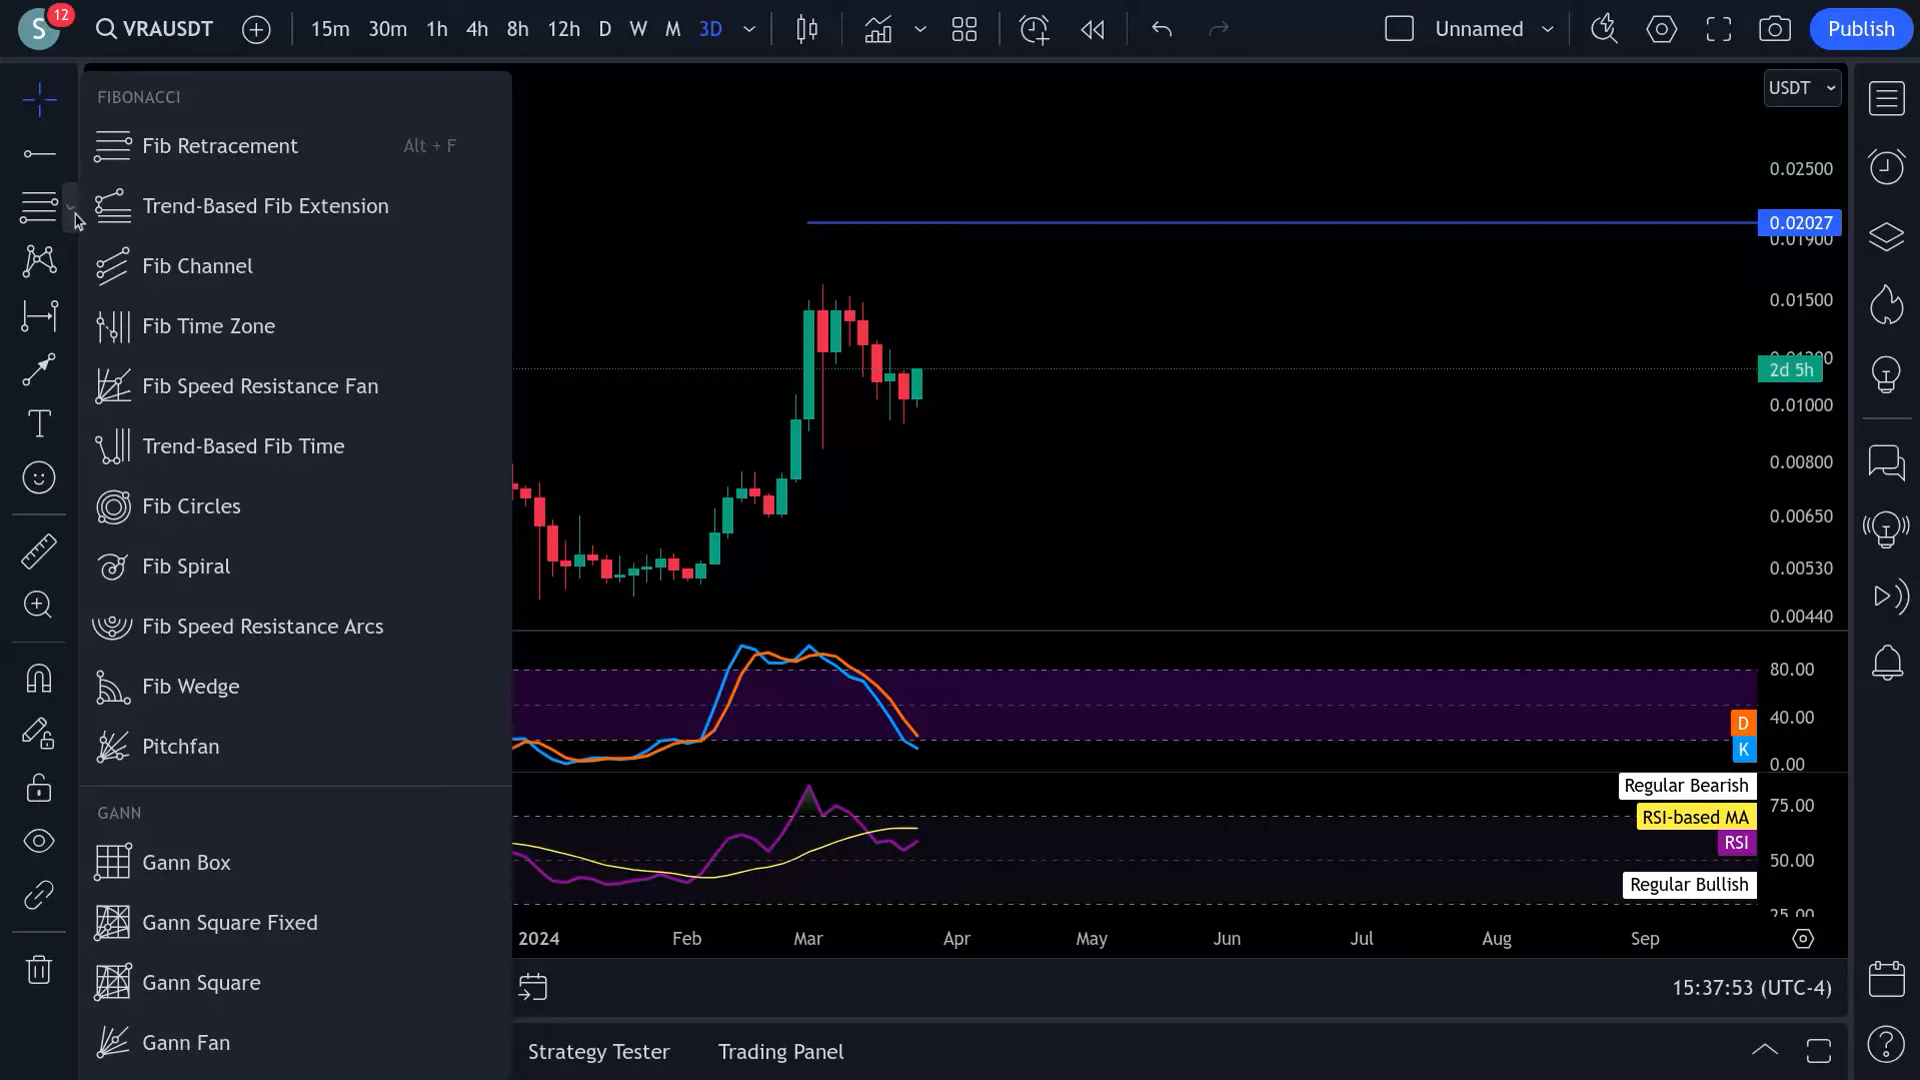 S 12 VRAUSDT 15m 30m 1h 4h 8h 12h D W M 3D Unnamed Publish
FIBONACCI
Fib Retracement Alt + F
Trend-Based Fib Extension
Fib Channel
Fib Time Zone
Fib Speed Resistance Fan
Trend-Based Fib Time
Fib Circles
Fib Spiral
Fib Speed Resistance Arcs
Fib Wedge
Pitchfan
GANN
Gann Box
Gann Square Fixed
Gann Square
Gann Fan
T
USDT
0.02500
0.02027
0.01900
0.01500
2d 5h
0.01000
0.00800
0.00650
0.00530
0.00440
80.00
D
40.00
K
0.00
Regular Bearish
75.00
RSI-based MA
RSI
50.00
Regular Bullish
25.00
2024 Feb Mar Apr May Jun Jul Aug Sep
15:37:53 (UTC-4)
Strategy Tester Trading Panel